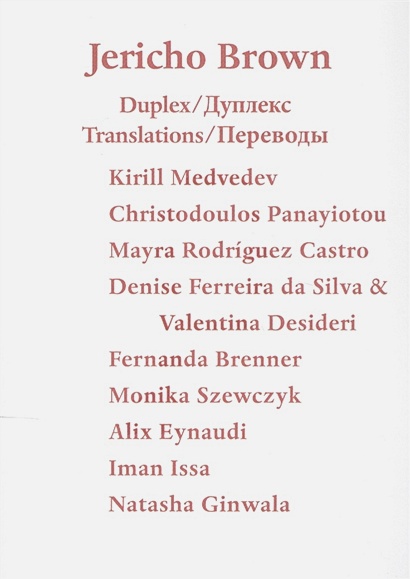 Jericho Brown
Duplex/Дуплекс
Translations/Переводы
Kirill Medvedev
Christodoulos Panayiotou
Mayra Rodríguez Castro
Denise Ferreira da Silva &
Valentina Desideri
Fernanda Brenner
Monika Szewczyk
Alix Eynaudi
Iman Issa
Natasha Ginwala